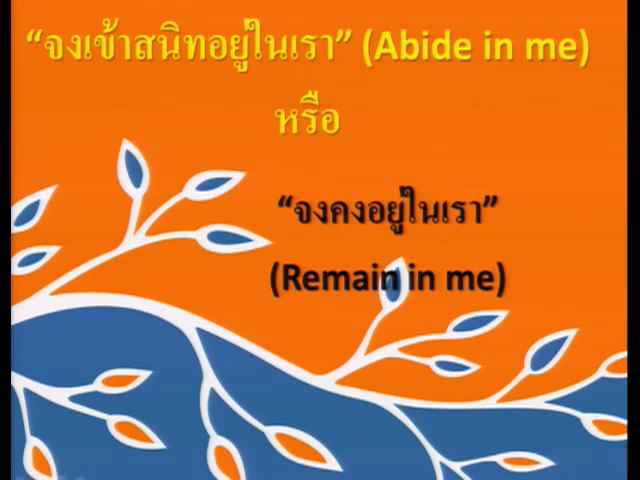 “จงเข้าสนิทอยู่ในเรา” (Abide in me)
หรือ
“จงคงอยู่ในเรา”
(Remain in me)